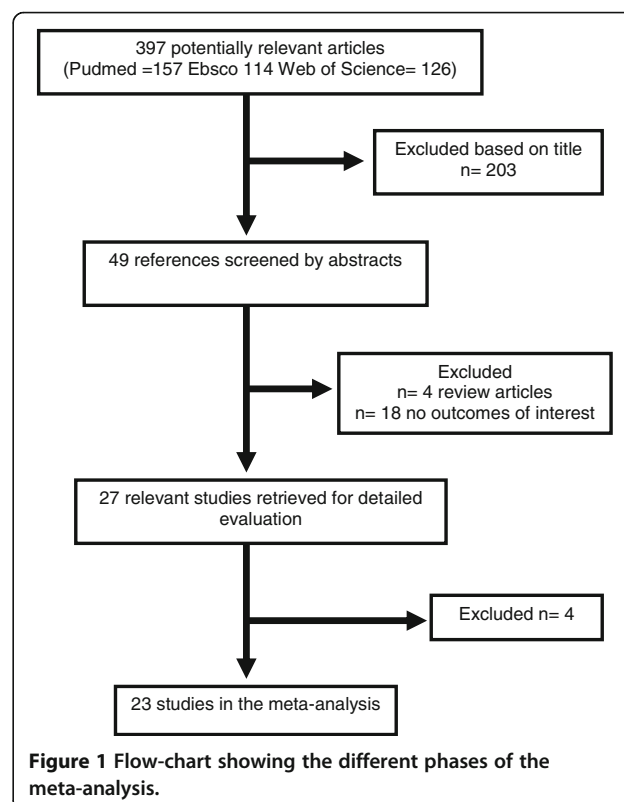 397 potentially relevant articles
(Pudmed =157 Ebsco 114 Web of Science= 126)
Excluded based on title
n= 203
49 references screened by abstracts
Excluded
n= 4 review articles
n= 18 no outcomes of interest
27 relevant studies retrieved for detailed
evaluation
Excluded n= 4
23 studies in the meta-analysis
Figure 1 Flow-chart showing the different phases of the
meta-analysis.